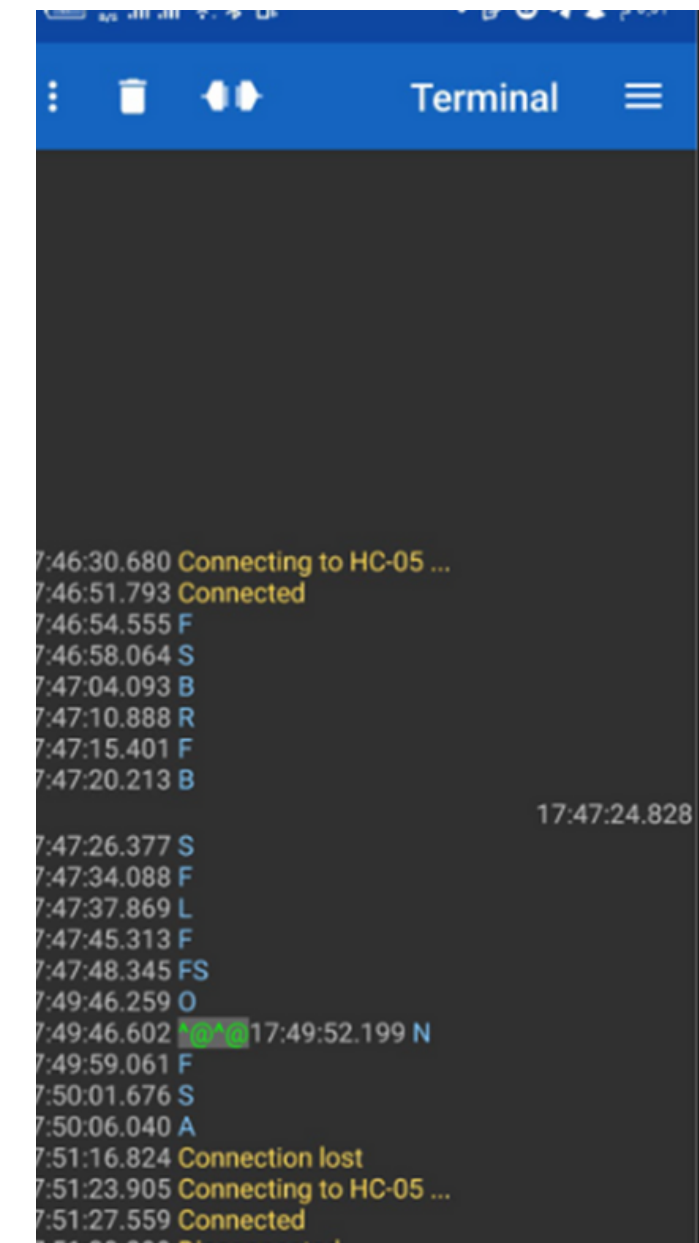 Terminal
7:46:30.680 Connecting to HC-05 ...
7:46:51.793 Connected
7:46:54.555 F
7:46:58.064 S
7:47:04.093 B
7:47:10.888 R
7:47:15.401 F
7:47:20.213 B
17:47:24.828
7:47:26.377 S
7:47:34.088 F
7:47:37.869 L
7:47:45.313 F
7:47:48.345 FS
7:49:46.259 O
7:49:46.602 ^@^@17:49:52.199 N
7:49:59.061 F
7:50:01.676 S
7:50:06.040 A
7:51:16.824 Connection lost
7:51:23.905 Connecting to HC-05 ...
7:51:27.559 Connected